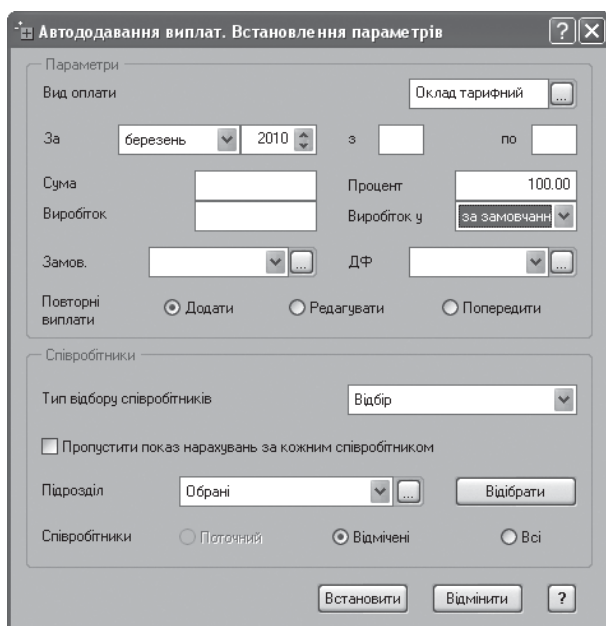 Автододавання виплат. Встановлення параметрів
Параметри
Вид оплати Оклад тарифний ...
За березень 2010 з по
Сума Процент 100.00
Виробіток Виробіток у за замовчанн
Замов. ... ДФ ...
Повторні виплати Додати Редагувати Попередити
Співробітники
Тип відбору співробітників Відбір
Пропустити показ нарахувань за кожним співробітником
Підрозділ Обрані ... Відібрати
Співробітники Поточний Відмічені Всі
Встановити Відмінити ?